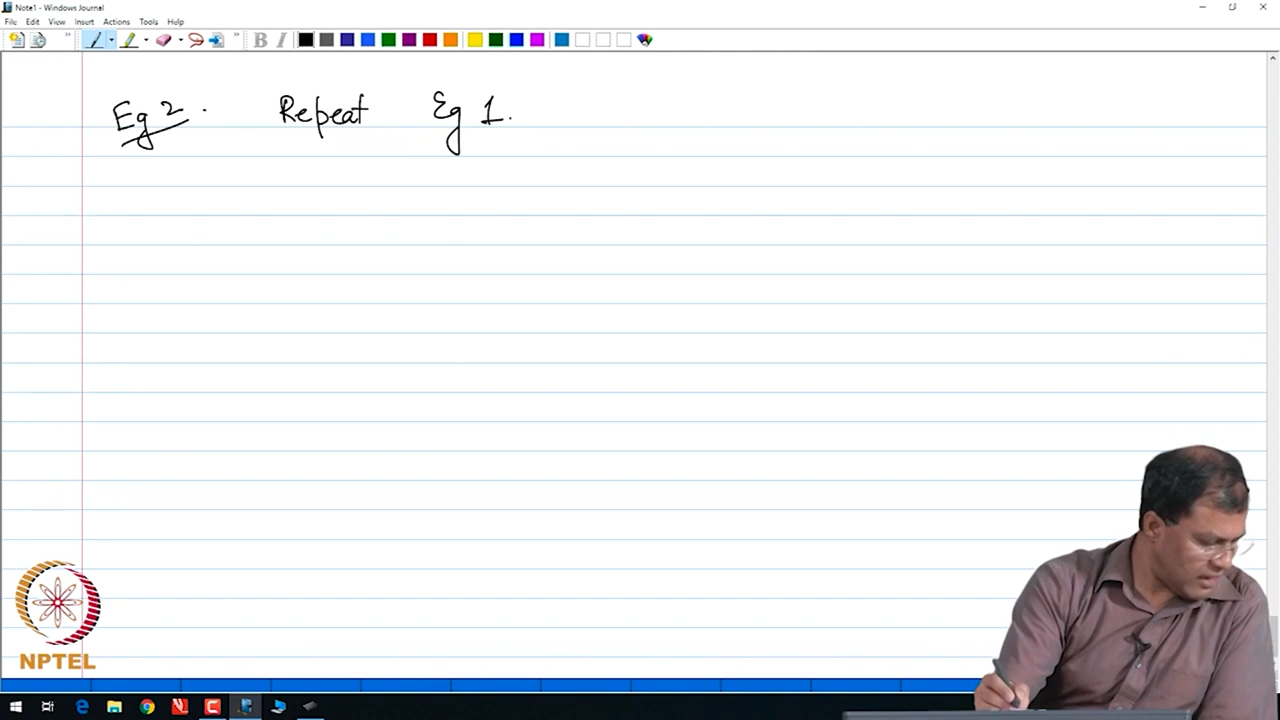 Note1 - Windows Journal
File Edit View Insert Actions Tools Help
B I
Eg 2. Repeat Eg 1.
NPTEL